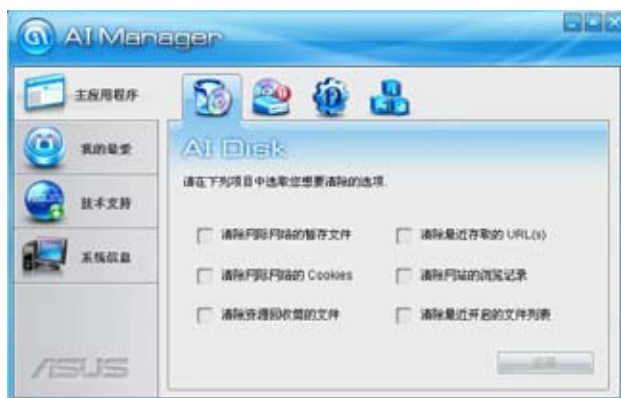 AI Manager
主应用程序
我的最爱
技术支持
系统信息
AI Disk
请在下列项目中选取您想要清除的选项.
清除网际网络的暂存文件
清除最近存取的 URL(s)
清除网际网络的 Cookies
清除网站的浏览记录
清除资源回收筒的文件
清除最近开启的文件列表
ASUS